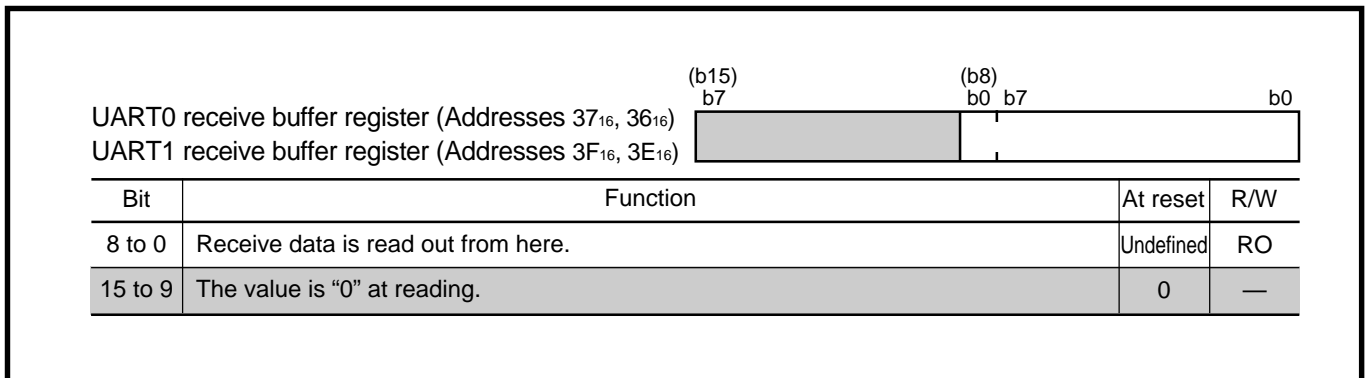 (b15) (b8)
b7 b0 b7 b0
UART0 receive buffer register (Addresses 37₁₆, 36₁₆)
UART1 receive buffer register (Addresses 3F₁₆, 3E₁₆)
Bit Function At reset R/W
8 to 0 Receive data is read out from here. Undefined RO
15 to 9 The value is “0” at reading. 0 —